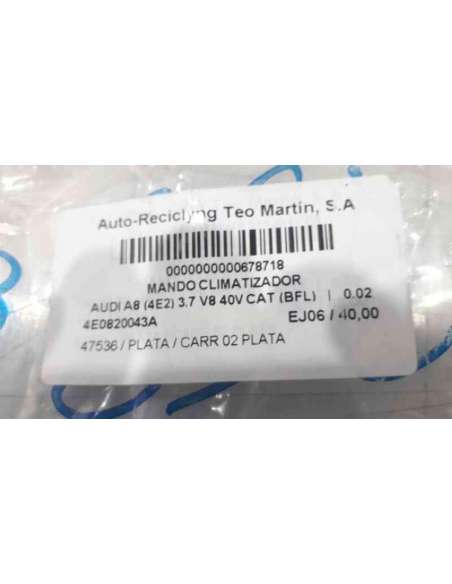 Auto-Reciclyng Teo Martin, S.A
0000000000678718
MANDO CLIMATIZADOR
AUDI A8 (4E2) 3.7 V8 40V CAT (BFL) | 0.02
4E0820043A EJ06 / 40,00
47536 / PLATA / CARR 02 PLATA